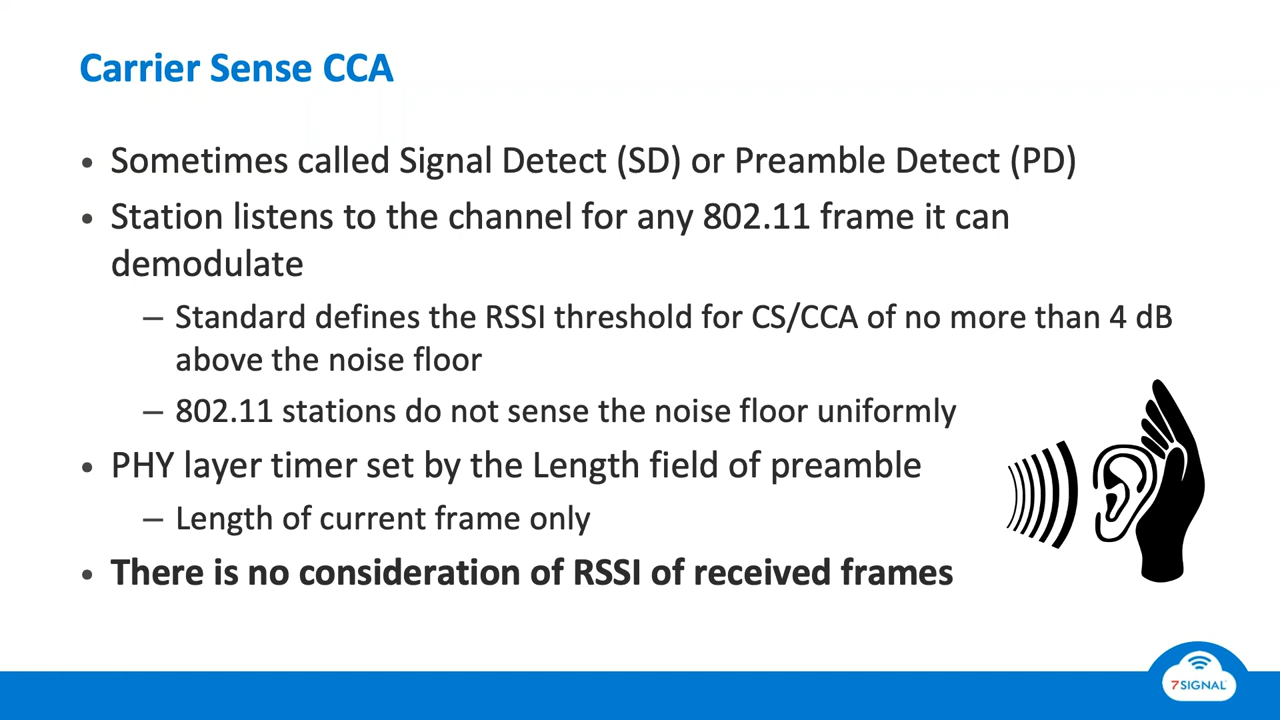 Carrier Sense CCA
• Sometimes called Signal Detect (SD) or Preamble Detect (PD)
• Station listens to the channel for any 802.11 frame it can
demodulate
– Standard defines the RSSI threshold for CS/CCA of no more than 4 dB
above the noise floor
– 802.11 stations do not sense the noise floor uniformly
• PHY layer timer set by the Length field of preamble
– Length of current frame only
• There is no consideration of RSSI of received frames
7SIGNAL